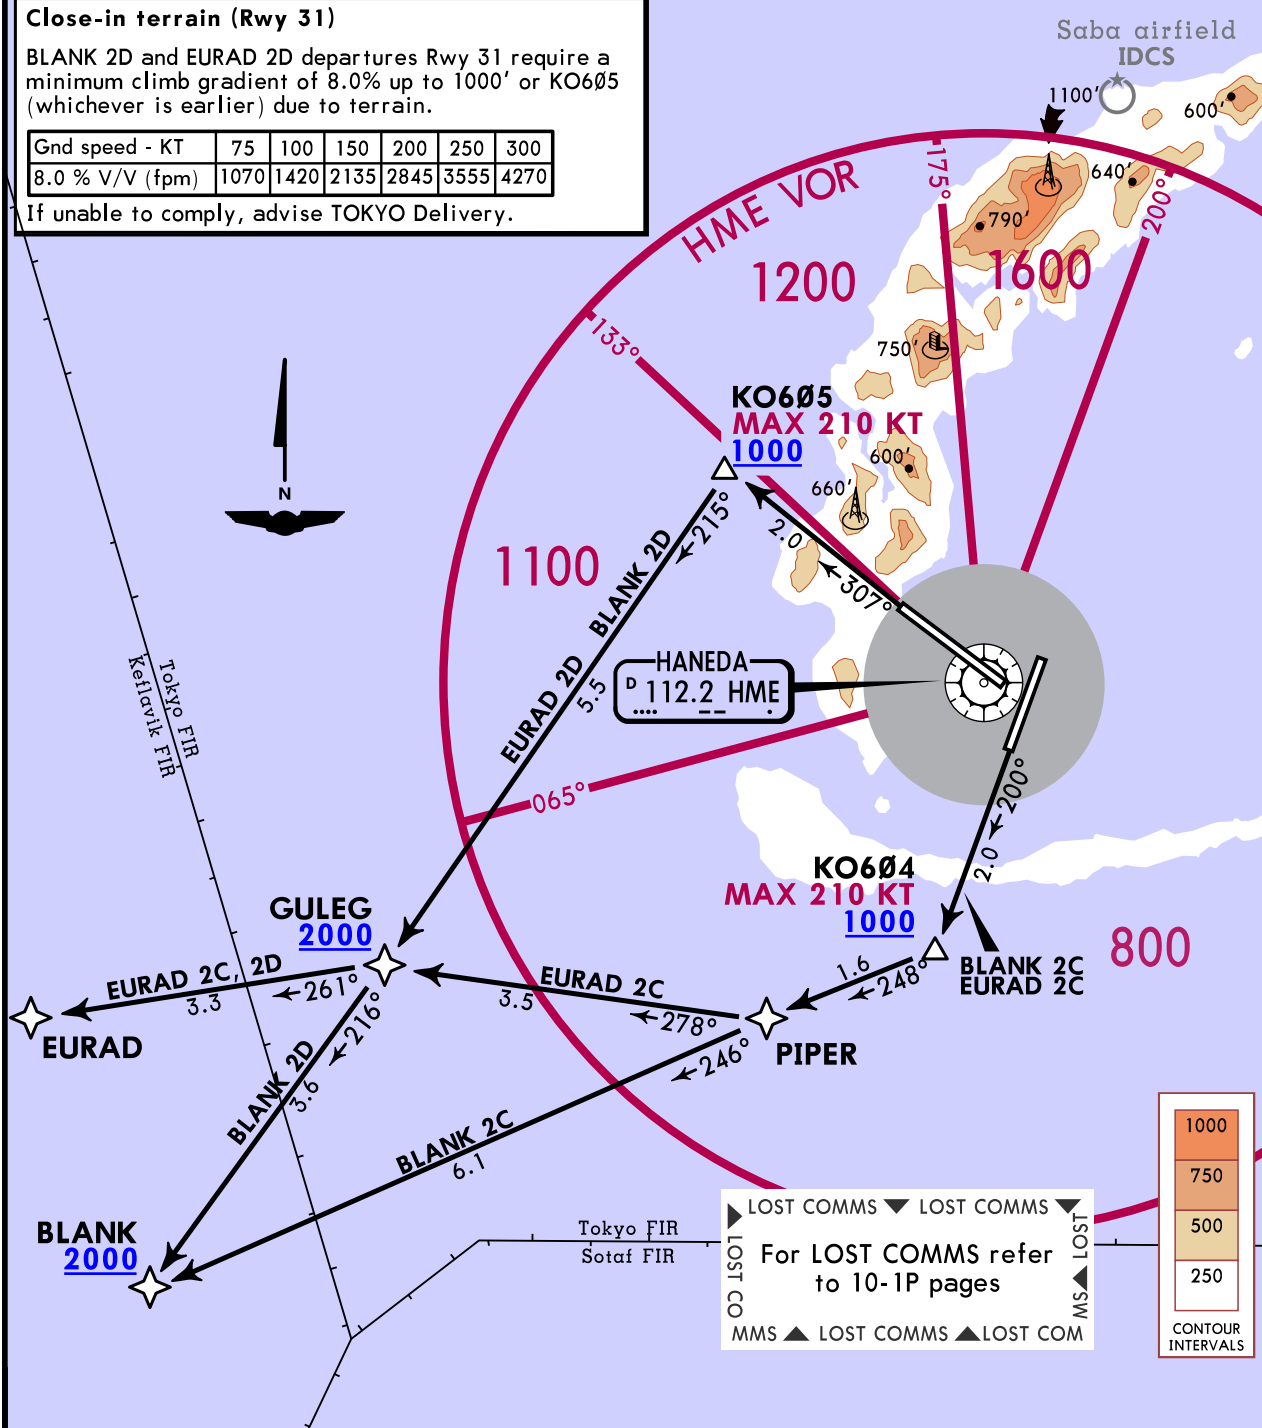 Close-in terrain (Rwy 31)
BLANK 2D and EURAD 2D departures Rwy 31 require a
minimum climb gradient of 8.0% up to 1000' or KO6Ø5
(whichever is earlier) due to terrain.
Gnd speed - KT 75 100 150 200 250 300
8.0 % V/V (fpm) 1070 1420 2135 2845 3555 4270
If unable to comply, advise TOKYO Delivery.
Saba airfield
IDCS
1100'
600'
640'
790'
175°
200°
HME VOR
1200
1600
133°
750'
KO6Ø5
MAX 210 KT
1000
600'
660'
N
215°
2.0
307°
1100
BLANK 2D
EURAD 2D
5.5
HANEDA
D 112.2 HME
Tokyo FIR
Keflavik FIR
065°
200°
2.0
KO6Ø4
MAX 210 KT
1000
800
GULEG
2000
BLANK 2C
EURAD 2C
1.6
248°
EURAD 2C, 2D
261°
3.3
EURAD 2C
3.5
278°
EURAD
PIPER
216°
246°
BLANK 2D
3.6
BLANK 2C
6.1
BLANK
2000
Tokyo FIR
Sotaf FIR
LOST COMMS LOST COMMS
LOST CO
LOST
MS
For LOST COMMS refer
to 10-1P pages
MMS LOST COMMS LOST COM
1000
750
500
250
CONTOUR
INTERVALS